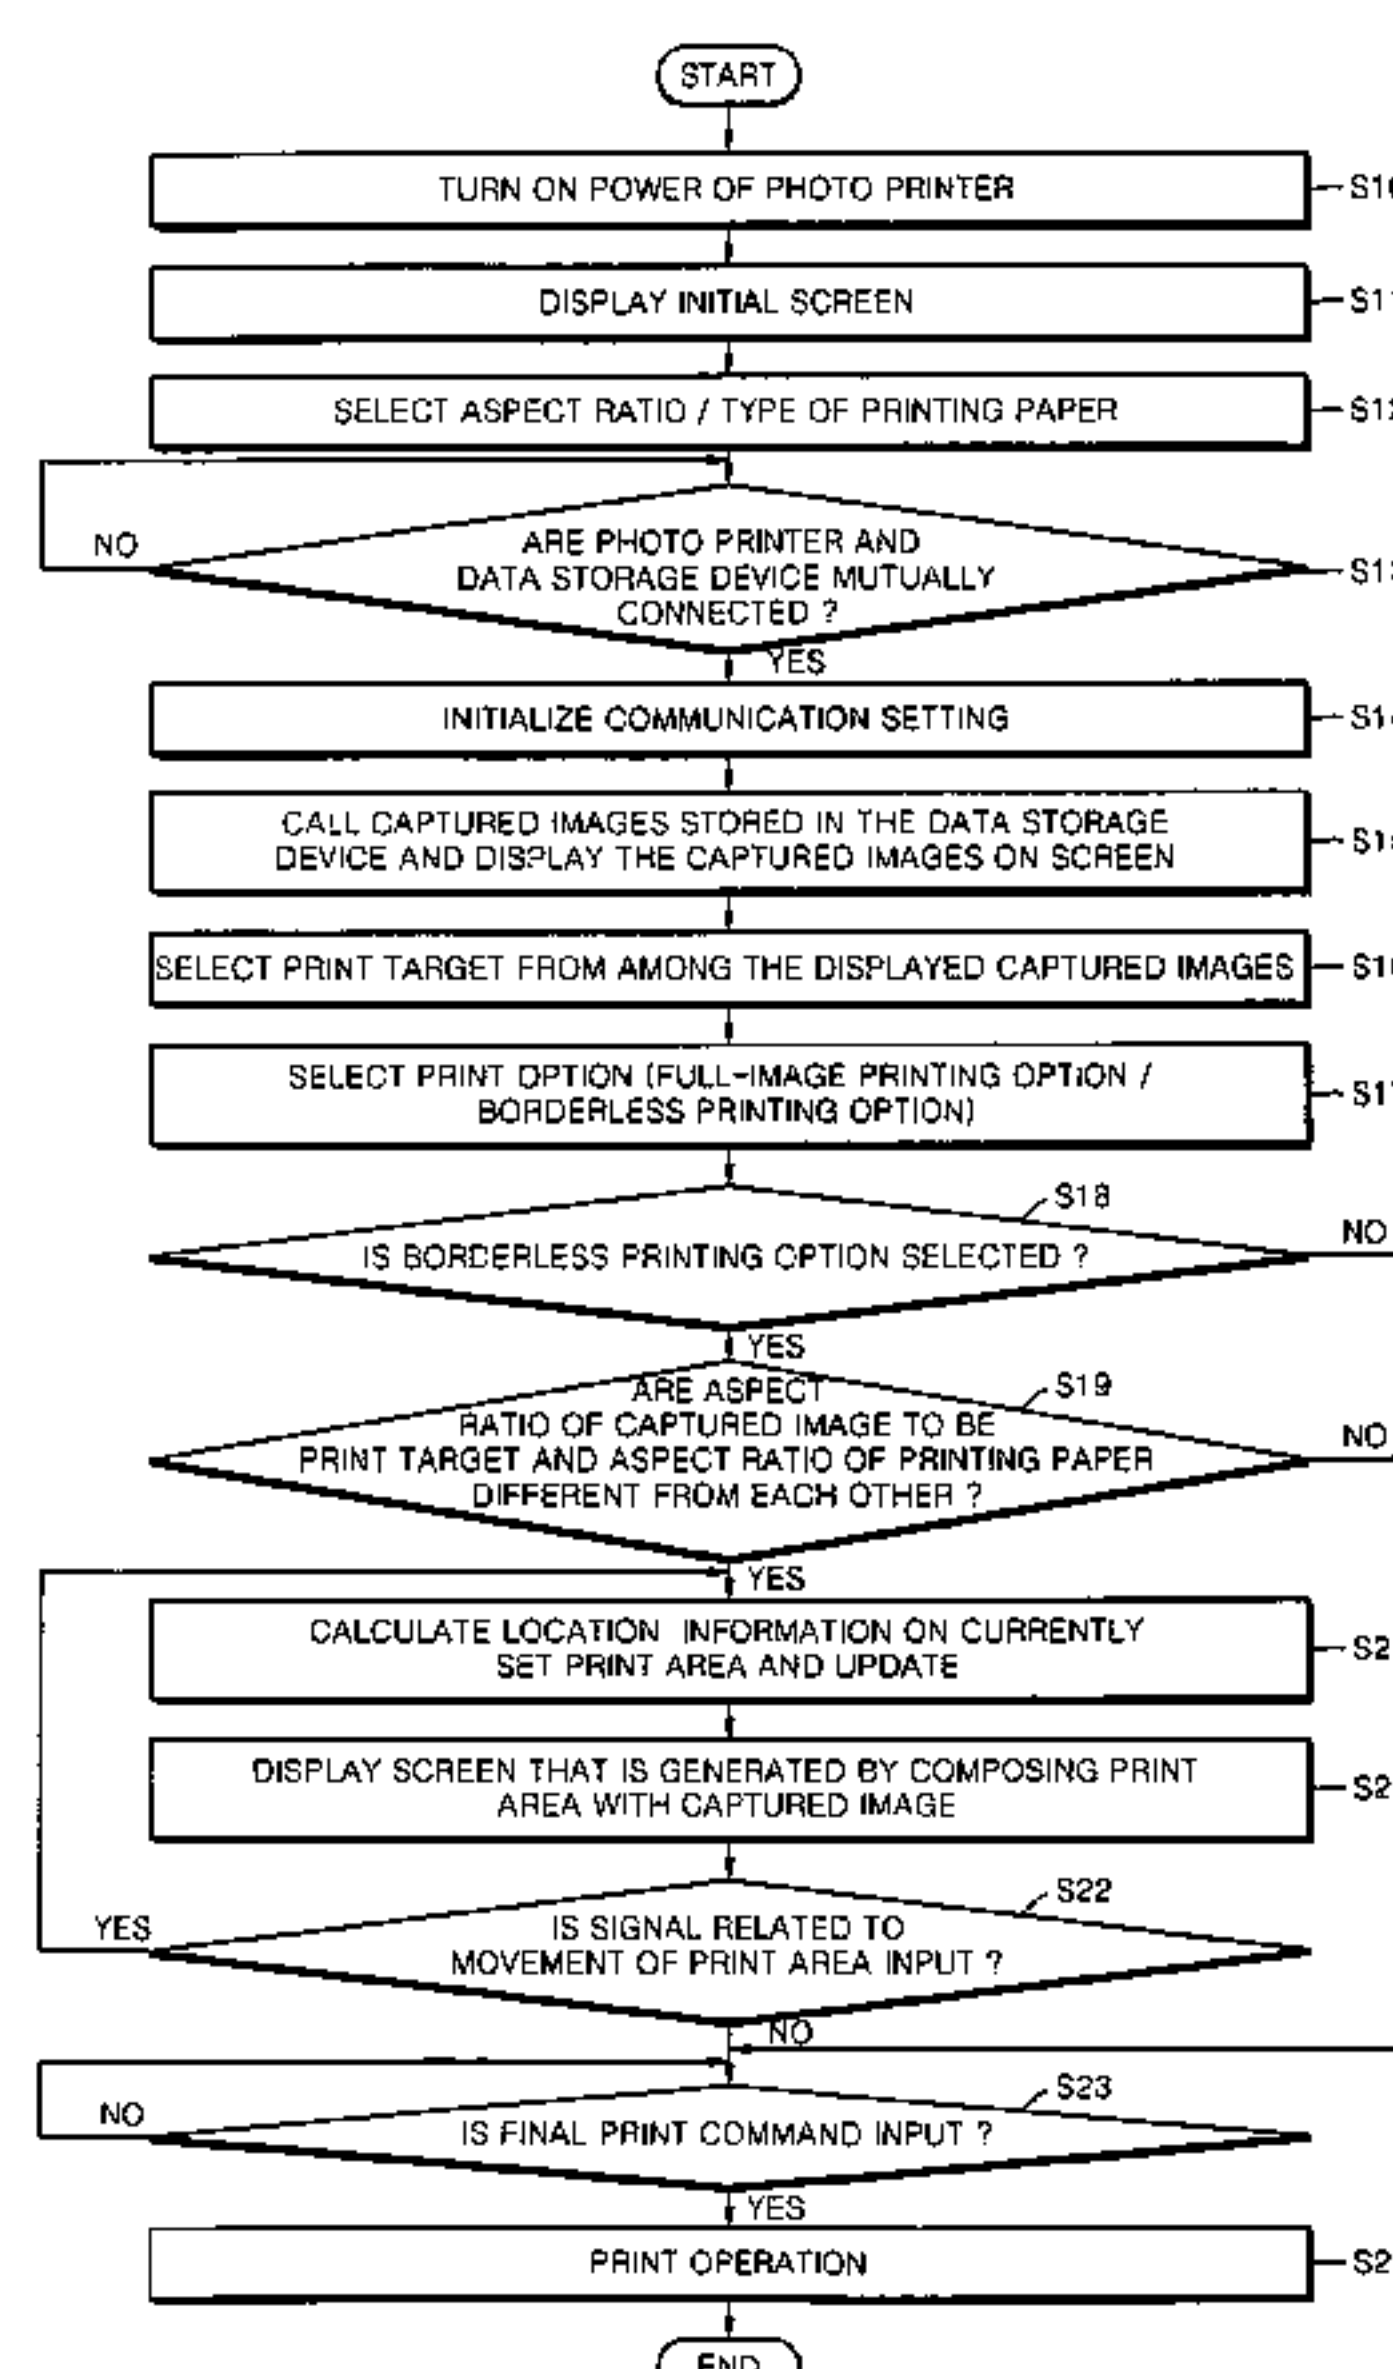 START
TURN ON POWER OF PHOTO PRINTER
DISPLAY INITIAL SCREEN
S11
SELECT ASPECT RATIO / TYPE OF PRINTING PAPER
NO
ARE PHOTO PRINTER AND
DATA STORAGE DEVICE MUTUALLY
CONNECTED ?
YES
INITIALIZE COMMUNICATION SETTING
CALL CAPTURED IMAGES STORED IN THE DATA STORAGE
DEVICE AND DISPLAY THE CAPTURED IMAGES ON SCREEN
SELECT PRINT TARGET FROM AMONG THE DISPLAYED CAPTURED IMAGES
SELECT PRINT OPTION (FULL-IMAGE PRINTING OPTION /
BORDERLESS PRINTING OPTION)
S18
IS BORDERLESS PRINTING OPTION SELECTED ?
NO
YES
S19
ARE ASPECT
RATIO OF CAPTURED IMAGE TO BE
PRINT TARGET AND ASPECT RATIO OF PRINTING PAPER
DIFFERENT FROM EACH OTHER ?
NO
YES
CALCULATE LOCATION INFORMATION ON CURRENTLY
SET PRINT AREA AND UPDATE
S2
DISPLAY SCREEN THAT IS GENERATED BY COMPOSING PRINT
AREA WITH CAPTURED IMAGE
S2
S22
YES
IS SIGNAL RELATED TO
MOVEMENT OF PRINT AREA INPUT ?
NO
S23
NO
IS FINAL PRINT COMMAND INPUT ?
YES
PRINT OPERATION
S2
END